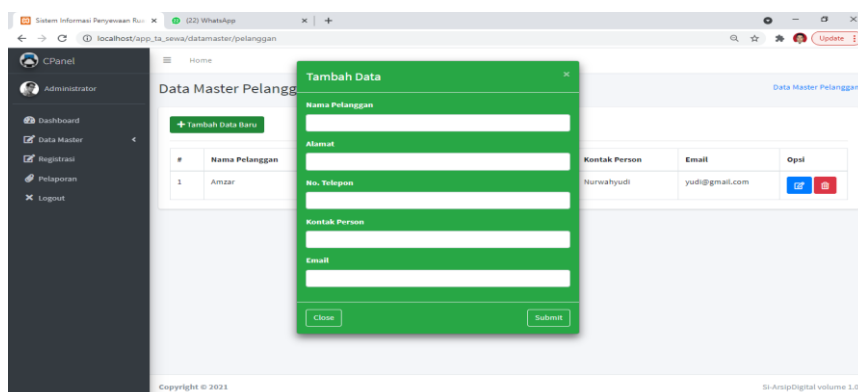 Sistem Informasi Penyewaan Rua
(22) WhatsApp
localhost/app_ta_sewa/datamaster/pelanggan
Update
CPanel
Administrator
Dashboard
Data Master
Registrasi
Pelaporan
Logout
Home
Data Master Pelangg
Data Master Pelanggan
Tambah Data Baru
# Nama Pelanggan Kontak Person Email Opsi
1 Amzar Nurwahyudi yudi@gmail.com
Tambah Data
Nama Pelanggan
Alamat
No. Telepon
Kontak Person
Email
Close Submit
Copyright © 2021
Si-ArsipDigital volume 1.0